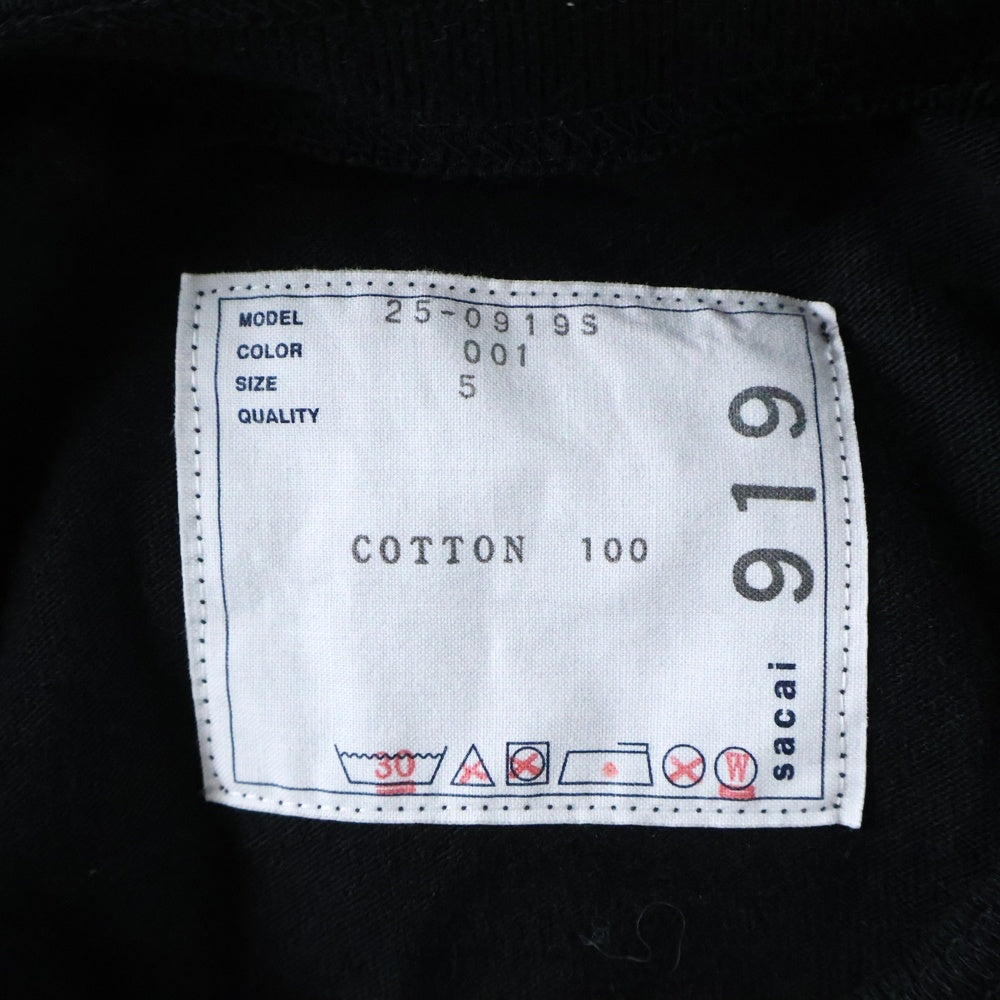 MODEL 25-0919S
COLOR 001
SIZE 5
QUALITY
COTTON 100
919
sacai
30 W